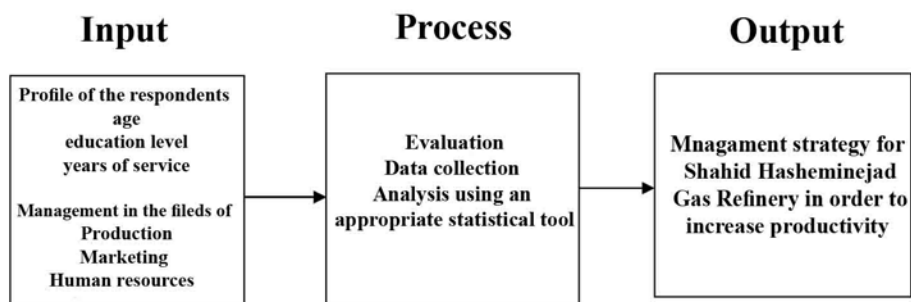 Input
Profile of the respondents
age
education level
years of service
Management in the fileds of
Production
Marketing
Human resources
Process
Evaluation
Data collection
Analysis using an
appropriate statistical tool
Output
Mnagament strategy for
Shahid Hasheminejad
Gas Refinery in order to
increase productivity